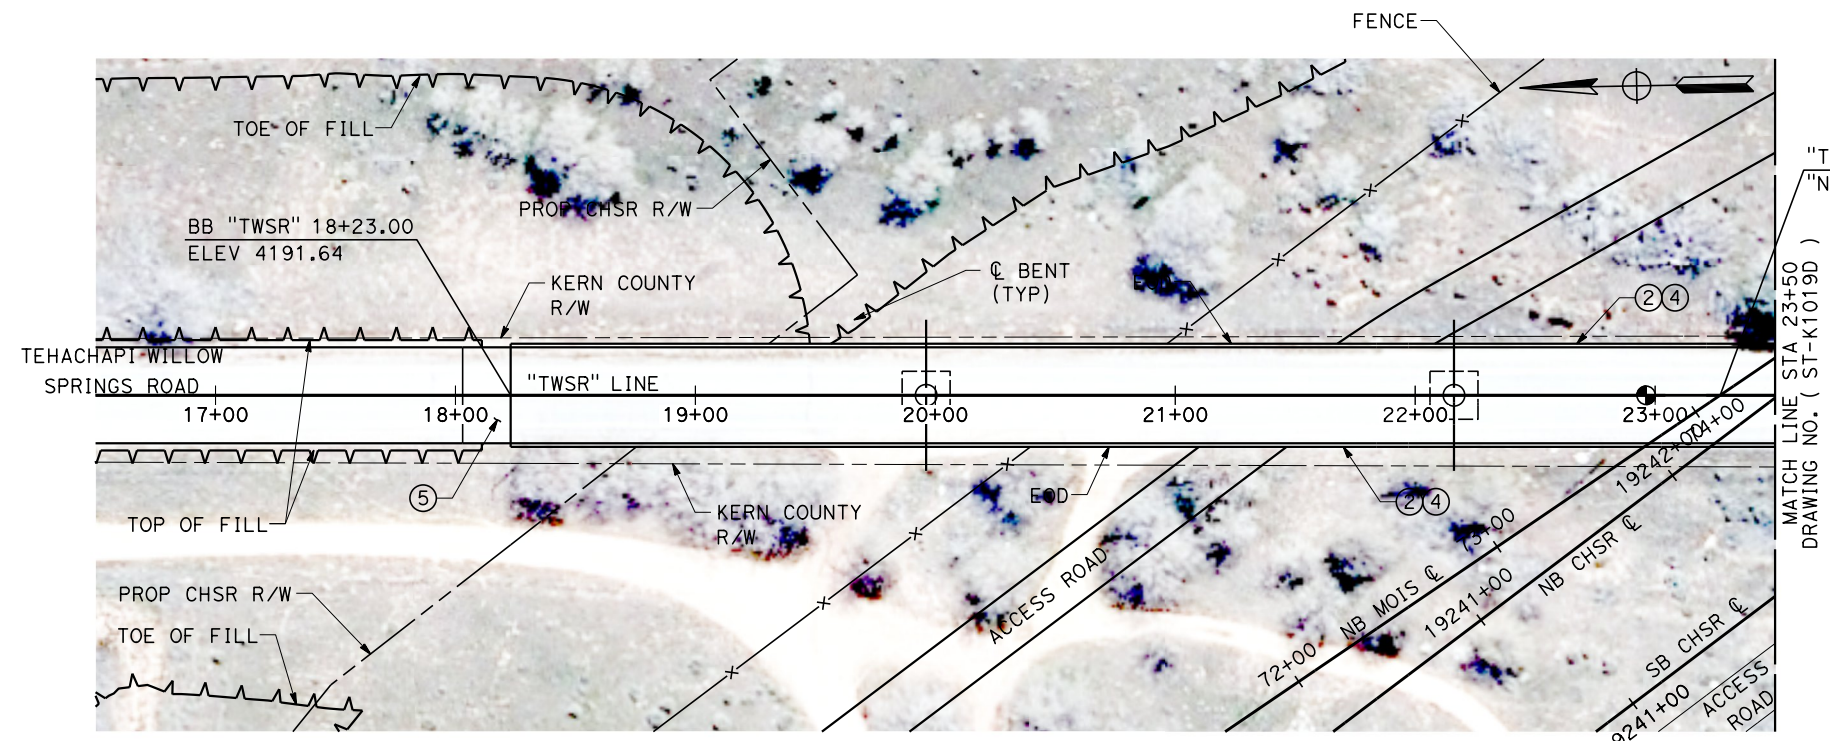 FENCE
TOE OF FILL
"T
"N
PROP CHSR R/W
BB "TWSR" 18+23.00
ELEV 4191.64
KERN COUNTY
R/W
℄ BENT
(TYP)
2 4
TEHACHAPI WILLOW
SPRINGS ROAD
"TWSR" LINE
17+00
18+00
19+00
20+00
21+00
22+00
23+00
74+00
19242+00
MATCH LINE STA 23+50
DRAWING NO. ( ST-K1019D )
5
EOD
2 4
KERN COUNTY
R/W
TOP OF FILL
73+00
ACCESS ROAD
NB MOIS ℄
NB CHSR ℄
19241+00
PROP CHSR R/W
TOE OF FILL
72+00
SB CHSR ℄
9241+00
ACCESS
ROAD